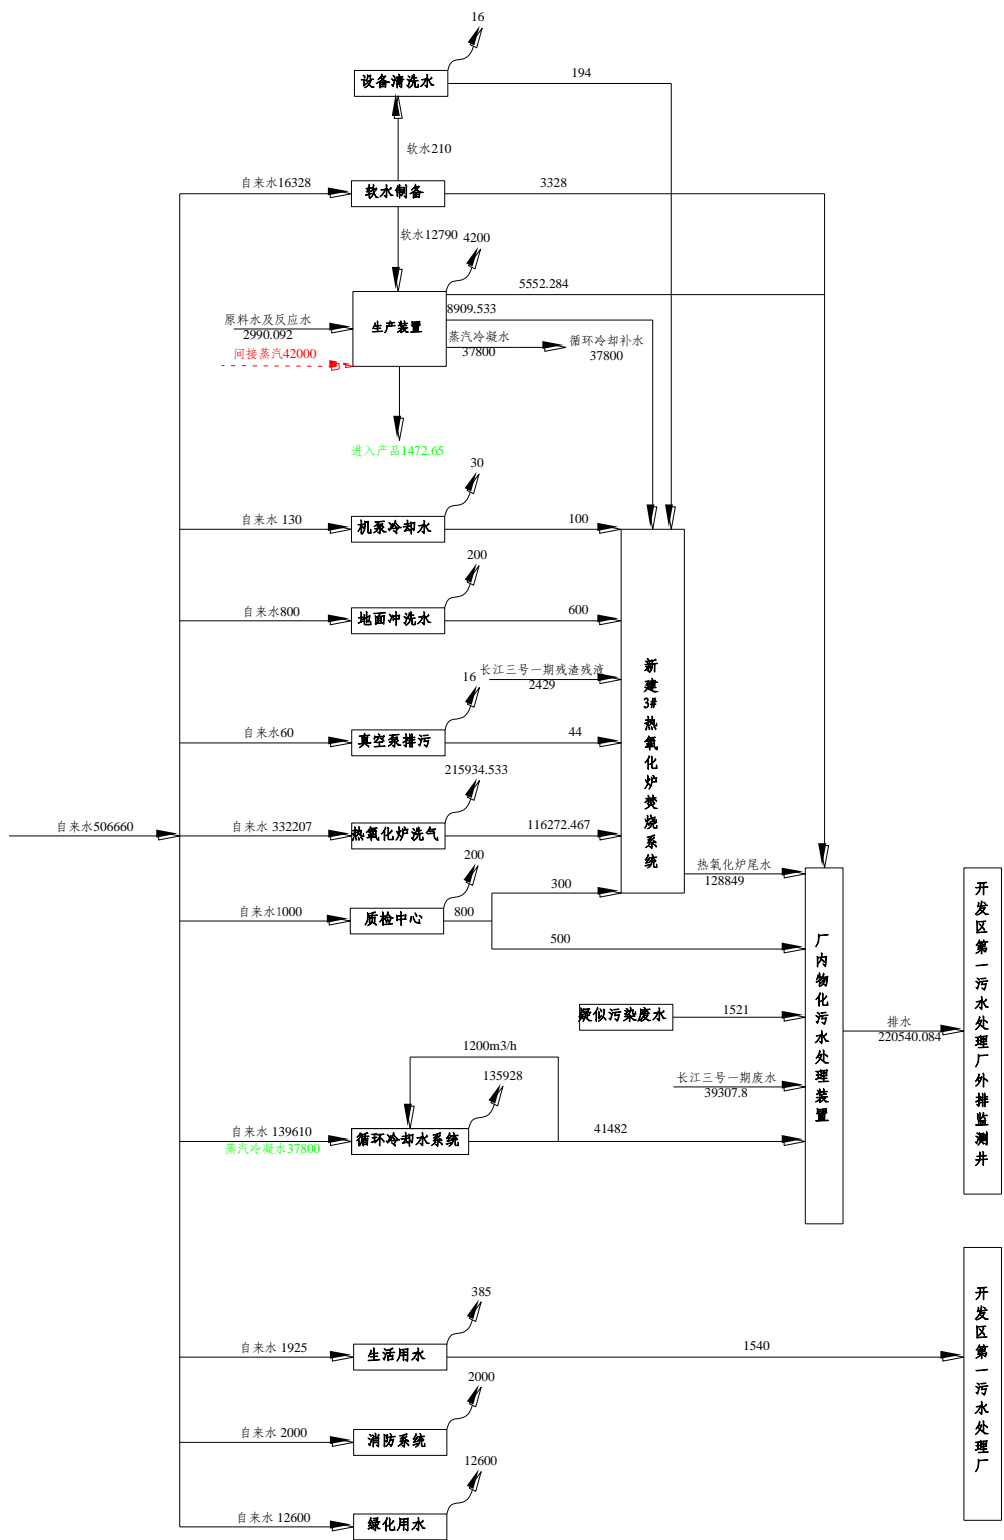 16
设备清洗水
194
软水210
自来水16328
软水制备
3328
软水12790
4200
5552.284
8909.533
原料水及反应水
2990.092
生产装置
蒸汽冷凝水
37800
循环冷却补水
37800
间接蒸汽42000
进入产品1472.65
30
自来水 130
机泵冷却水
100
200
自来水800
地面冲洗水
600
长江三号一期残渣残液
2429
16
自来水60
真空泵排污
44
新建3#热氧化炉焚烧系统
215934.533
自来水506660
自来水 332207
热氧化炉洗气
116272.467
热氧化炉尾水
128849
200
300
自来水1000
质检中心
800
500
疑似污染废水
1521
厂内物化污水处理装置
排水
220540.084
开发区第一污水处理厂外排监测井
1200m3/h
135928
长江三号一期废水
39307.8
自来水 139610
蒸汽冷凝水37800
循环冷却水系统
41482
385
自来水 1925
生活用水
1540
开发区第一污水处理厂
2000
自来水 2000
消防系统
12600
自来水 12600
绿化用水